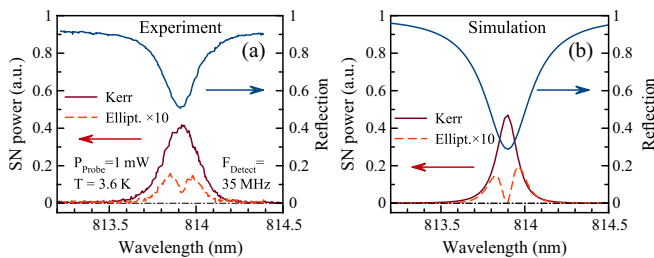 Experiment
(a)
SN power (a.u.)
1
0.8
0.6
0.4
0.2
0
Kerr
Ellipt. ×10
P_Probe=1 mW
T = 3.6 K
F_Detect=
35 MHz
813.5
814
814.5
Wavelength (nm)
1
0.8
0.6
0.4
0.2
0
Reflection
Simulation
(b)
SN power (a.u.)
1
0.8
0.6
0.4
0.2
0
Kerr
Ellipt.×10
813.5
814
814.5
Wavelength (nm)
1
0.8
0.6
0.4
0.2
0
Reflection